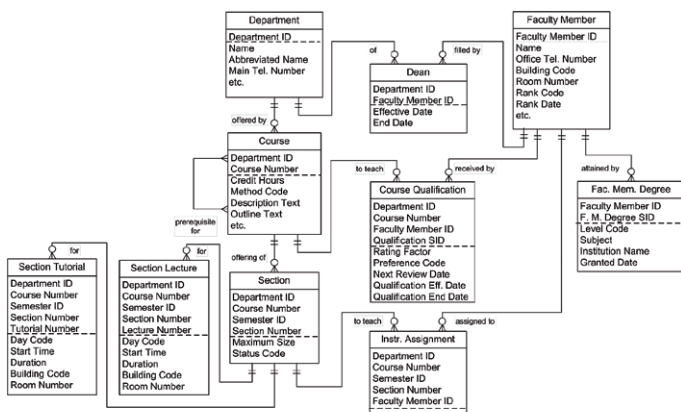 Department
Department ID
Name
Abbreviated Name
Main Tel. Number
etc.
Faculty Member
Faculty Member ID
Name
Office Tel. Number
Building Code
Room Number
Rank Code
Rank Date
etc.
of
filled by
Dean
Department ID
Faculty Member ID
Effective Date
End Date
offered by
Course
Department ID
Course Number
Credit Hours
Method Code
Description Text
Outline Text
etc.
prerequisite
for
to teach
received by
Course Qualification
Department ID
Course Number
Faculty Member ID
Qualification SID
Rating Factor
Preference Code
Next Review Date
Qualification Eff. Date
Qualification End Date
attained by
Fac. Mem. Degree
Faculty Member ID
F. M. Degree SID
Level Code
Subject
Institution Name
Granted Date
for
Section Tutorial
Department ID
Course Number
Semester ID
Section Number
Tutorial Number
Day Code
Start Time
Duration
Building Code
Room Number
for
Section Lecture
Department ID
Course Number
Semester ID
Section Number
Lecture Number
Day Code
Start Time
Duration
Building Code
Room Number
offering of
Section
Department ID
Course Number
Semester ID
Section Number
Maximum Size
Status Code
to teach
assigned to
Instr. Assignment
Department ID
Course Number
Semester ID
Section Number
Faculty Member ID